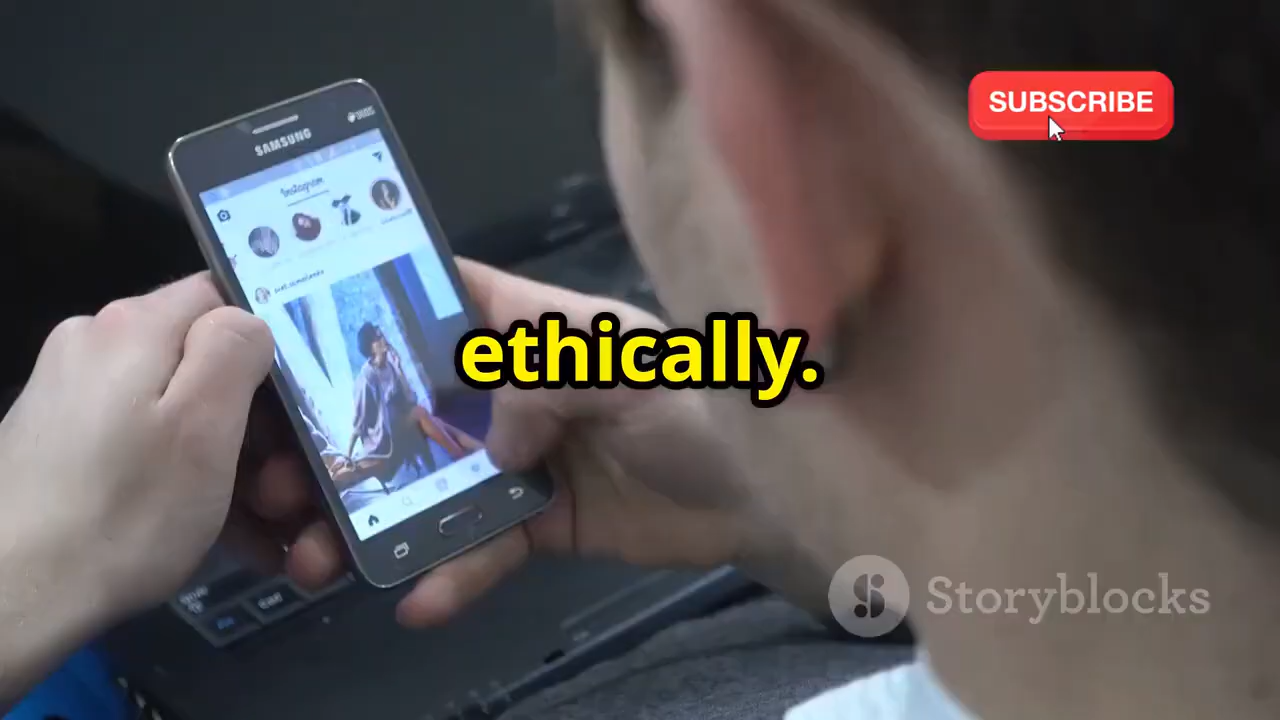 SUBSCRIBE
SAMSUNG
Instagram
ethically.
Storyblocks